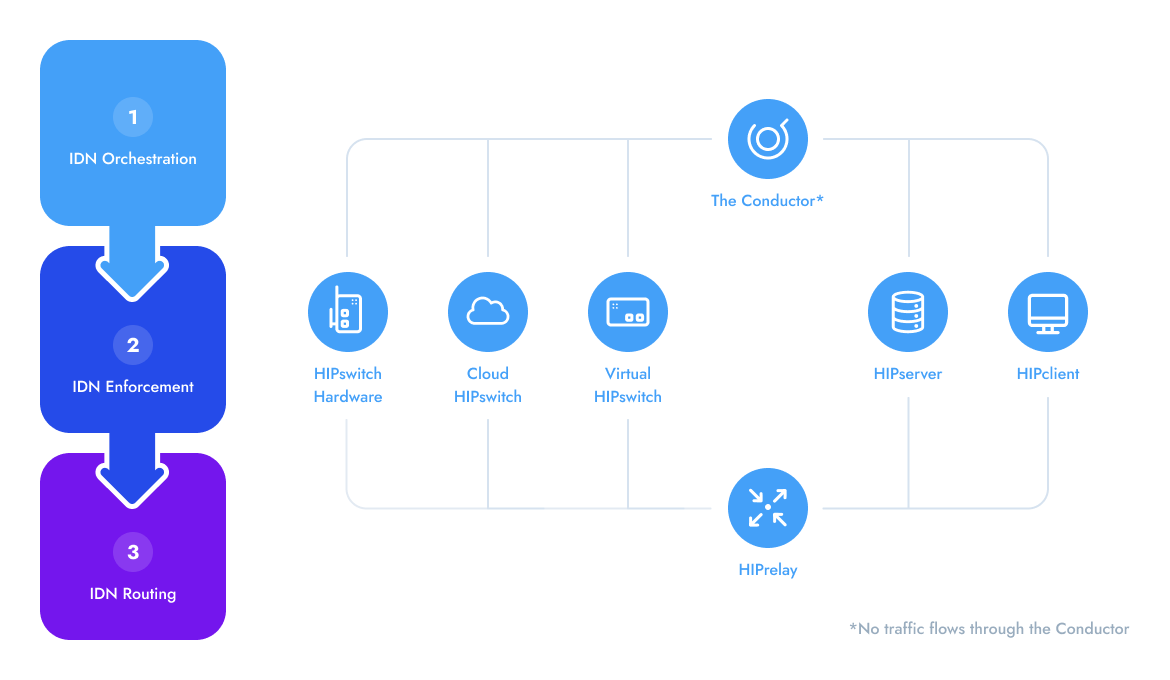 1
IDN Orchestration
2
IDN Enforcement
3
IDN Routing
The Conductor*
HIPswitch
Hardware
Cloud
HIPswitch
Virtual
HIPswitch
HIPserver
HIPclient
HIPrelay
*No traffic flows through the Conductor